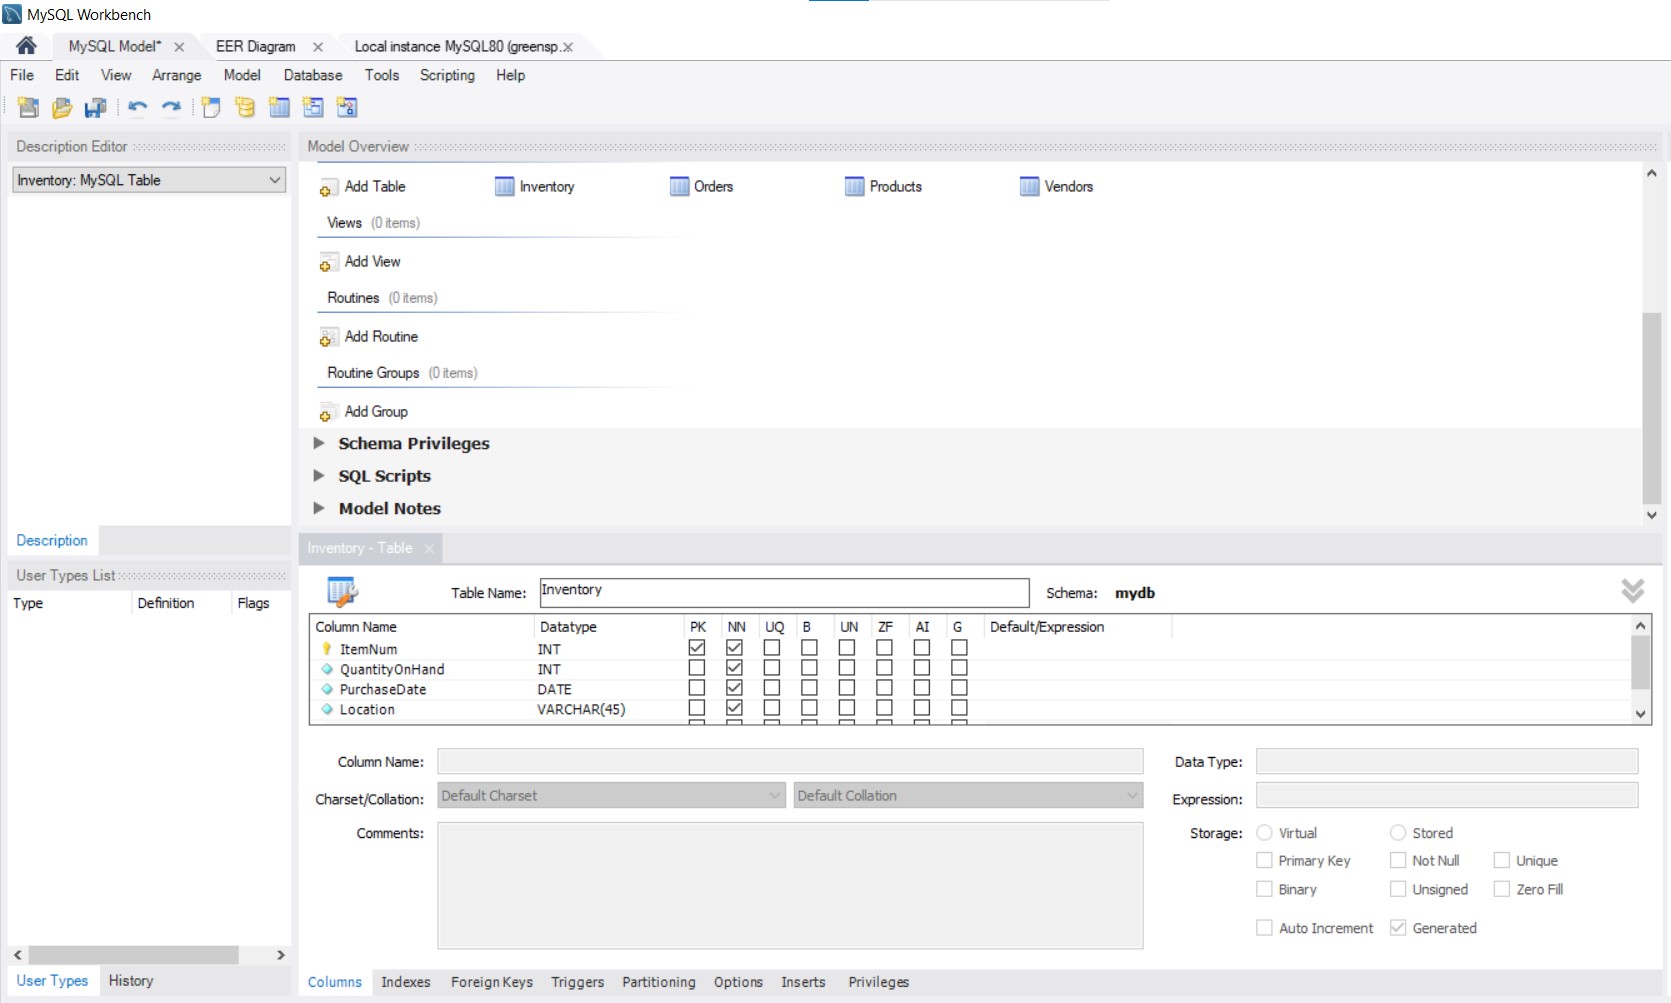 MySQL Workbench
MySQL Model* EER Diagram Local instance MySQL80 (greensp.
File Edit View Arrange Model Database Tools Scripting Help
Description Editor
Inventory: MySQL Table
Description
User Types List
Type Definition Flags
User Types History
Model Overview
Add Table Inventory Orders Products Vendors
Views (0 items)
Add View
Routines (0 items)
Add Routine
Routine Groups (0 items)
Add Group
Schema Privileges
SQL Scripts
Model Notes
Inventory - Table
Table Name: Inventory Schema: mydb
Column Name Datatype PK NN UQ B UN ZF AI G Default/Expression
ItemNum INT
QuantityOnHand INT
PurchaseDate DATE
Location VARCHAR(45)
Column Name: Data Type:
Charset/Collation: Default Charset Default Collation Expression:
Comments: Storage: Virtual Stored
Primary Key Not Null Unique
Binary Unsigned Zero Fill
Auto Increment Generated
Columns Indexes Foreign Keys Triggers Partitioning Options Inserts Privileges